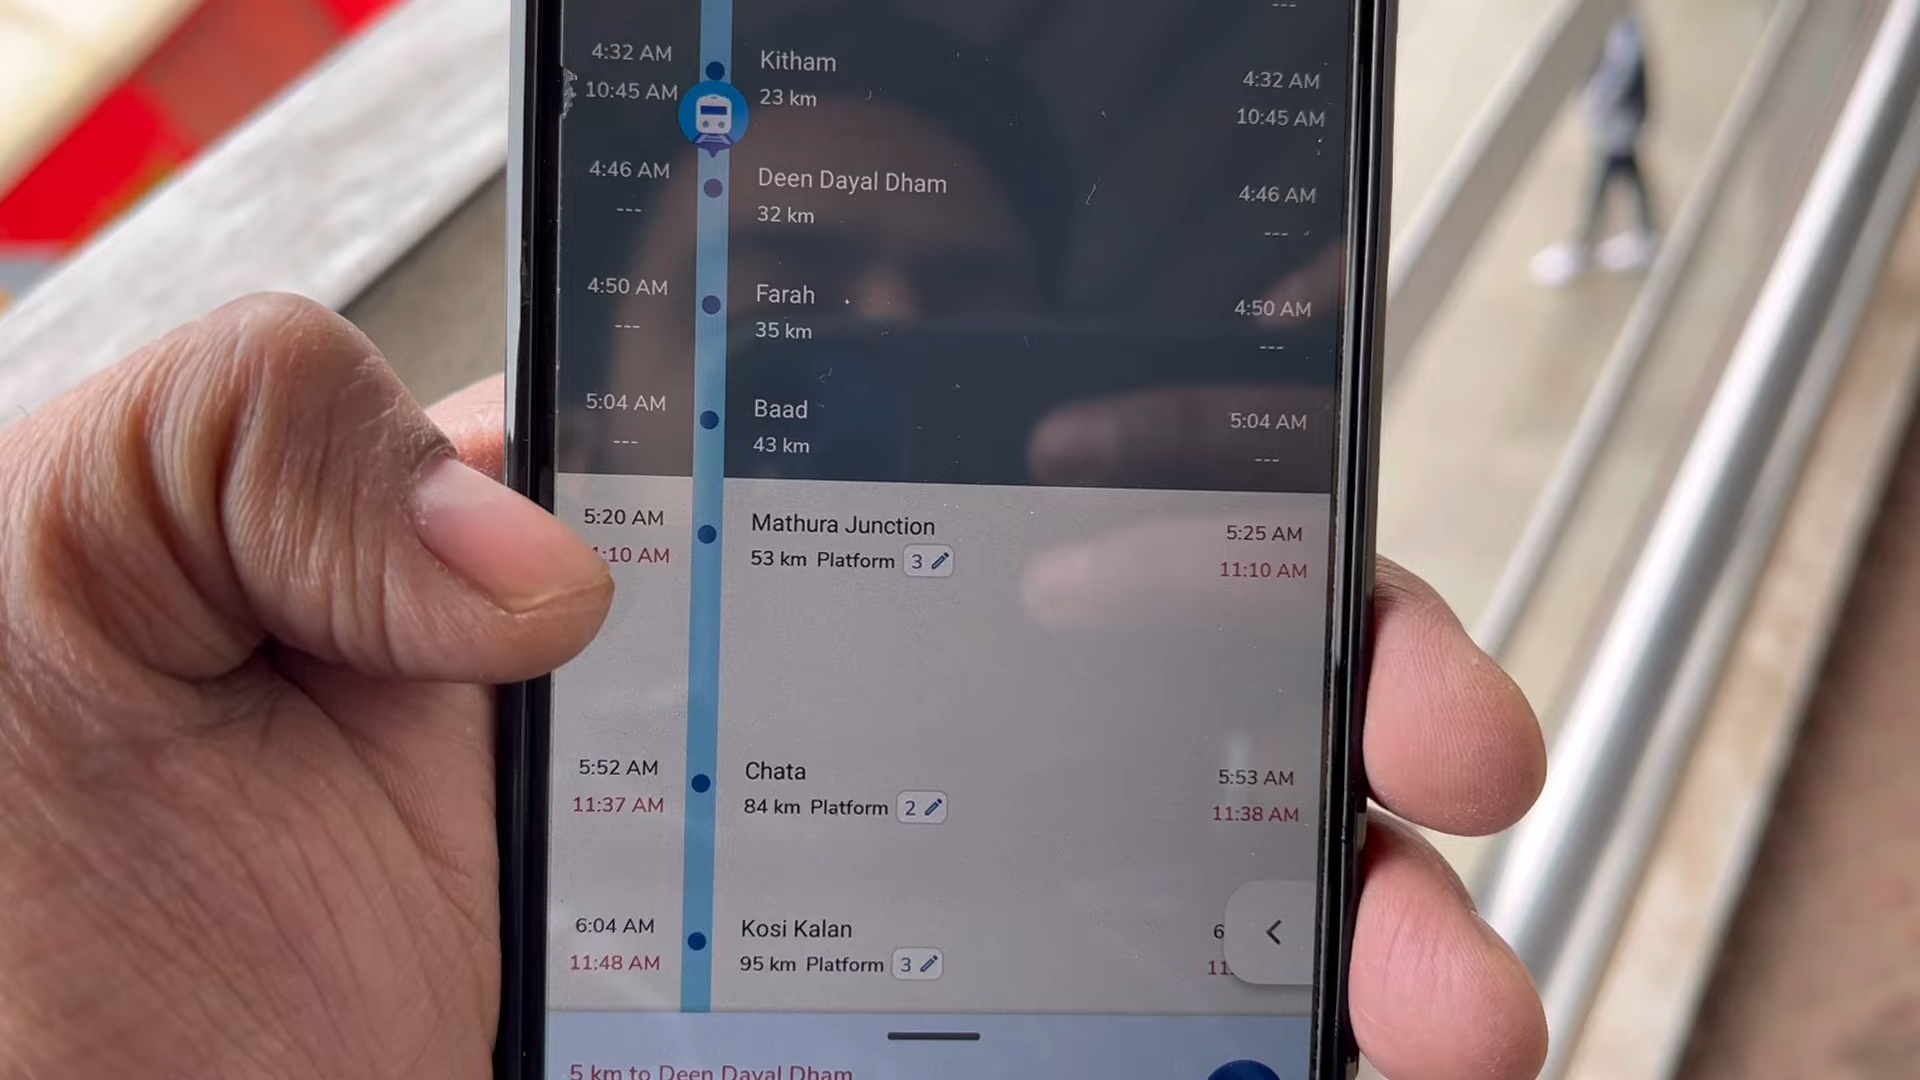 ---
4:32 AM Kitham 4:32 AM
10:45 AM 23 km 10:45 AM
4:46 AM Deen Dayal Dham 4:46 AM
--- 32 km ---
4:50 AM Farah 4:50 AM
--- 35 km ---
5:04 AM Baad 5:04 AM
--- 43 km ---
5:20 AM Mathura Junction 5:25 AM
:10 AM 53 km Platform 3 11:10 AM
5:52 AM Chata 5:53 AM
11:37 AM 84 km Platform 2 11:38 AM
6:04 AM Kosi Kalan 6
11:48 AM 95 km Platform 3 11
5 km to Deen Dayal Dham